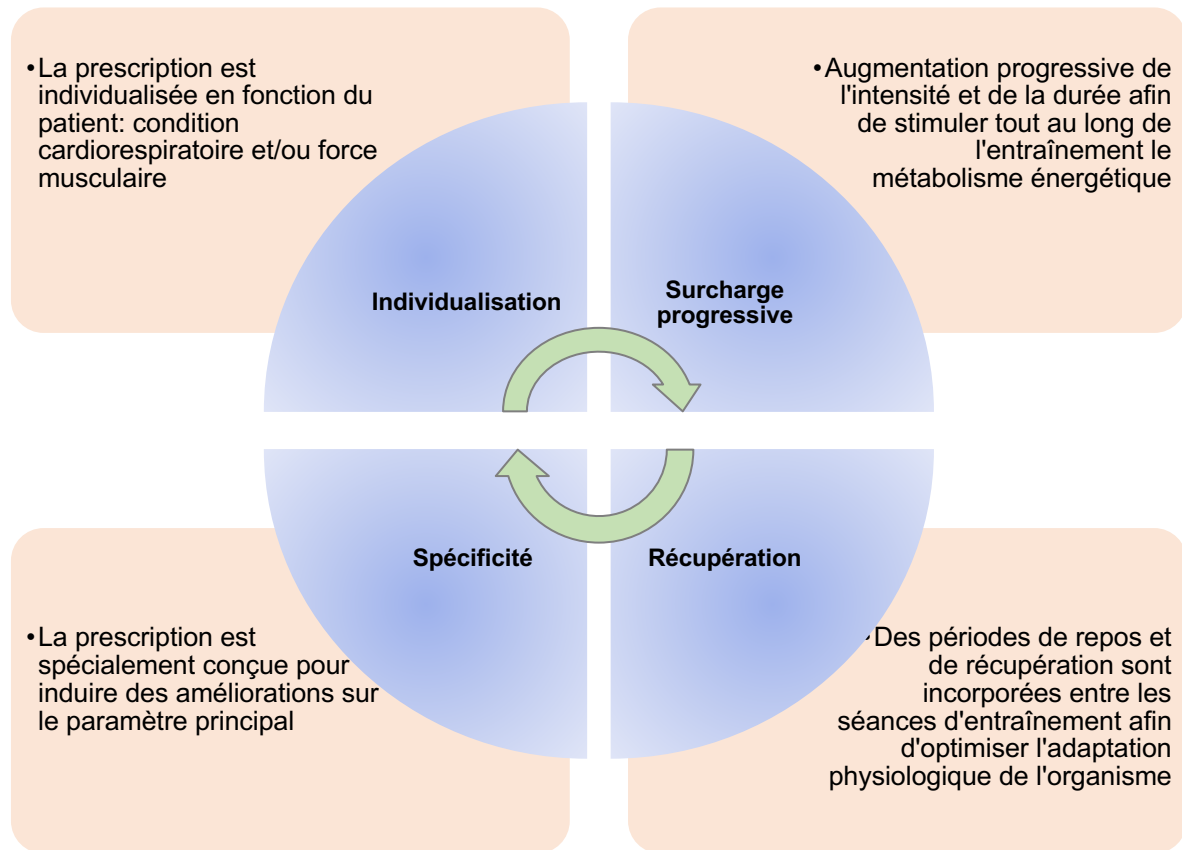 •La prescription est
individualisée en fonction du
patient: condition
cardiorespiratoire et/ou force
musculaire
•Augmentation progressive de
l'intensité et de la durée afin
de stimuler tout au long de
l'entraînement le
métabolisme énergétique
Individualisation
Surcharge
progressive
Spécificité
Récupération
•La prescription est
spécialement conçue pour
induire des améliorations sur
le paramètre principal
•Des périodes de repos et
de récupération sont
incorporées entre les
séances d'entraînement afin
d'optimiser l'adaptation
physiologique de l'organisme